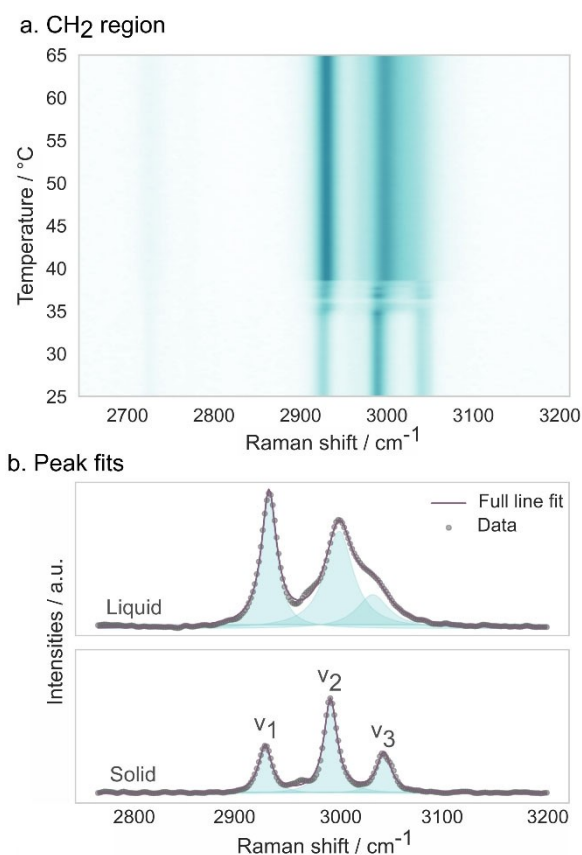 a. CH2 region
Temperature / °C
65
60
55
50
45
40
35
30
25
2700 2800 2900 3000 3100 3200
Raman shift / cm-1
b. Peak fits
Intensities / a.u.
Full line fit
Data
Liquid
v1
v2
v3
Solid
2800 2900 3000 3100 3200
Raman shift / cm-1